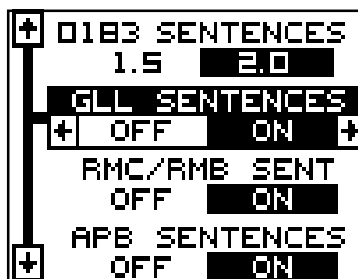 0183 SENTENCES
1.5 2.0
GLL SENTENCES
OFF ON
RMC/RMB SENT
OFF ON
APB SENTENCES
OFF ON